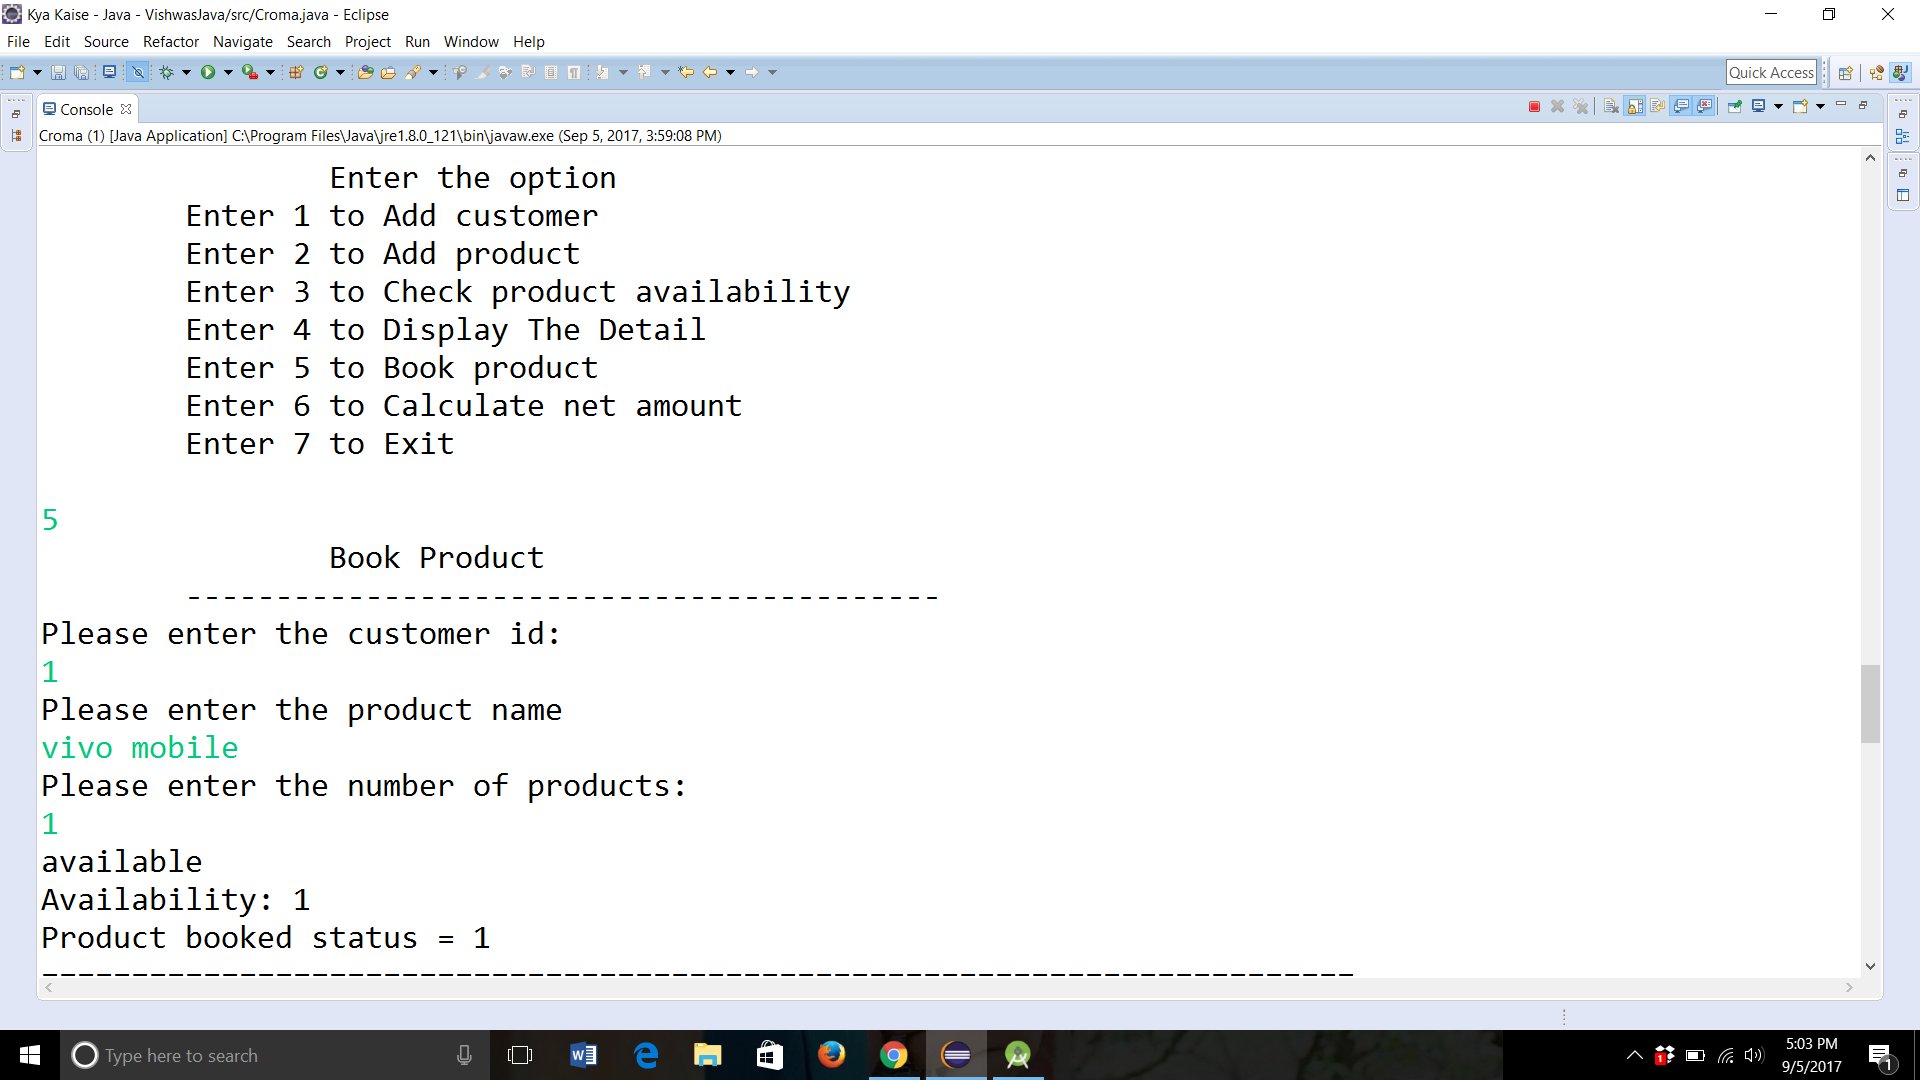 Kya Kaise - Java - VishwasJava/src/Croma.java - Eclipse
File Edit Source Refactor Navigate Search Project Run Window Help
Quick Access
Console
Croma (1) [Java Application] C:\Program Files\Java\jre1.8.0_121\bin\javaw.exe (Sep 5, 2017, 3:59:08 PM)
Enter the option
Enter 1 to Add customer
Enter 2 to Add product
Enter 3 to Check product availability
Enter 4 to Display The Detail
Enter 5 to Book product
Enter 6 to Calculate net amount
Enter 7 to Exit
5
Book Product
------------------------------------------
Please enter the customer id:
1
Please enter the product name
vivo mobile
Please enter the number of products:
1
available
Availability: 1
Product booked status = 1
-------------------------------------------------------------------------
Type here to search
5:03 PM
9/5/2017
1
1